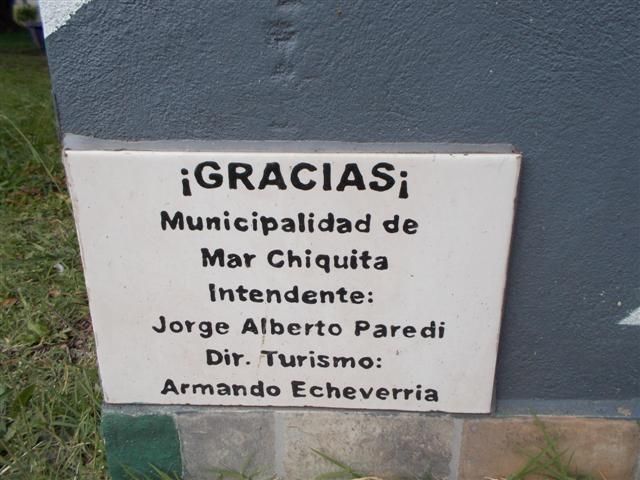 ¡GRACIAS¡
Municipalidad de
Mar Chiquita
Intendente:
Jorge Alberto Paredi
Dir. Turismo:
Armando Echeverria